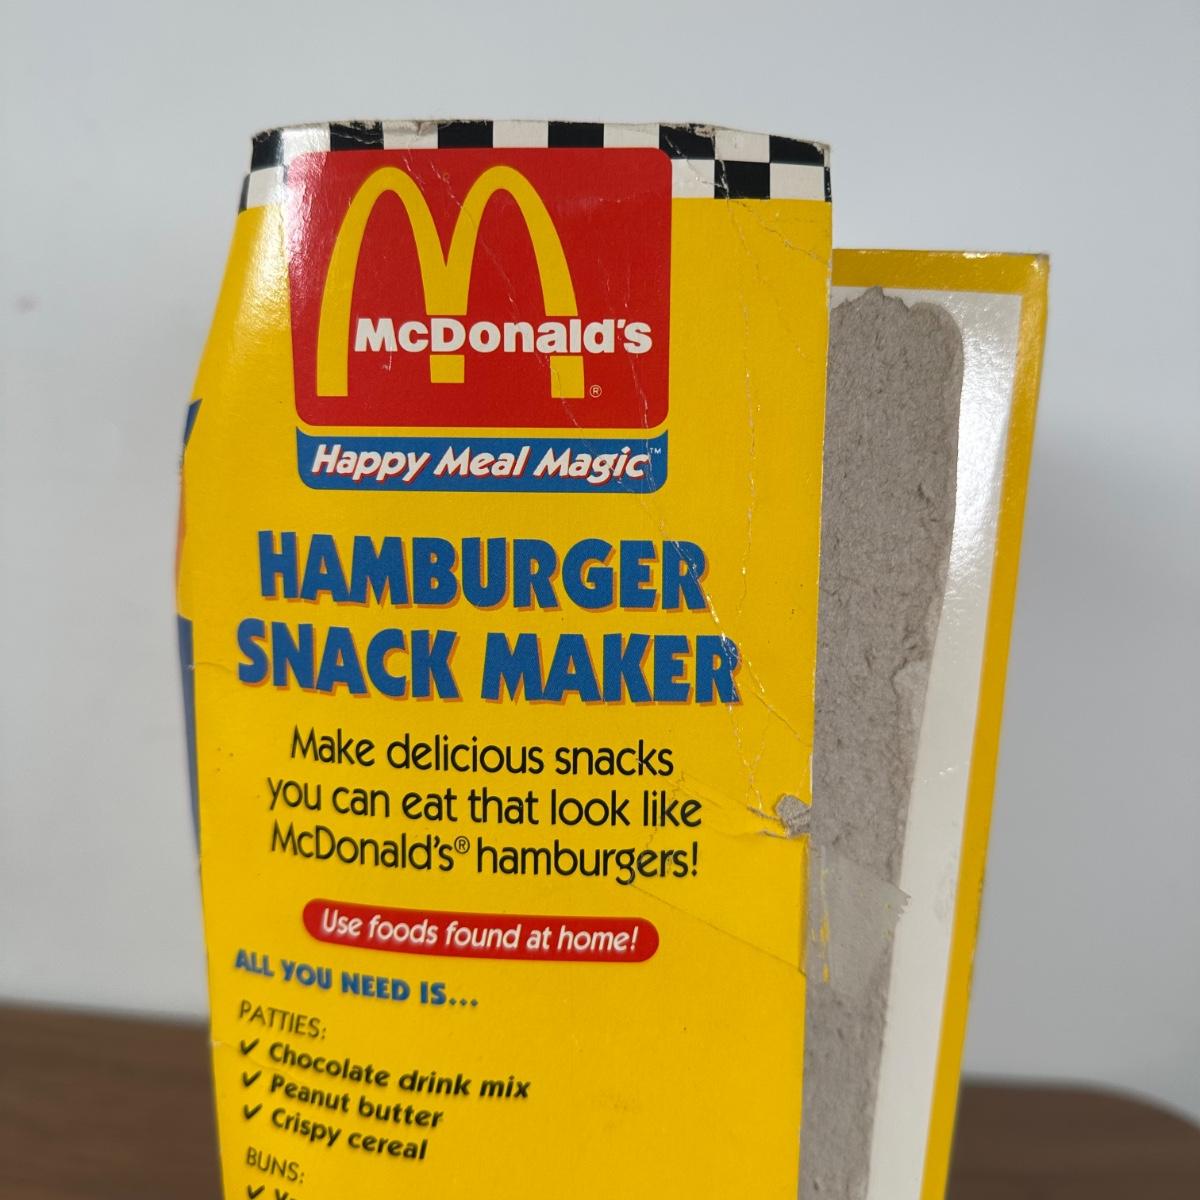 McDonald's
®
Happy Meal Magic™
HAMBURGER
SNACK MAKER
Make delicious snacks
you can eat that look like
McDonald's® hamburgers!
Use foods found at home!
ALL YOU NEED IS...
PATTIES:
✓ Chocolate drink mix
✓ Peanut butter
✓ Crispy cereal
BUNS: